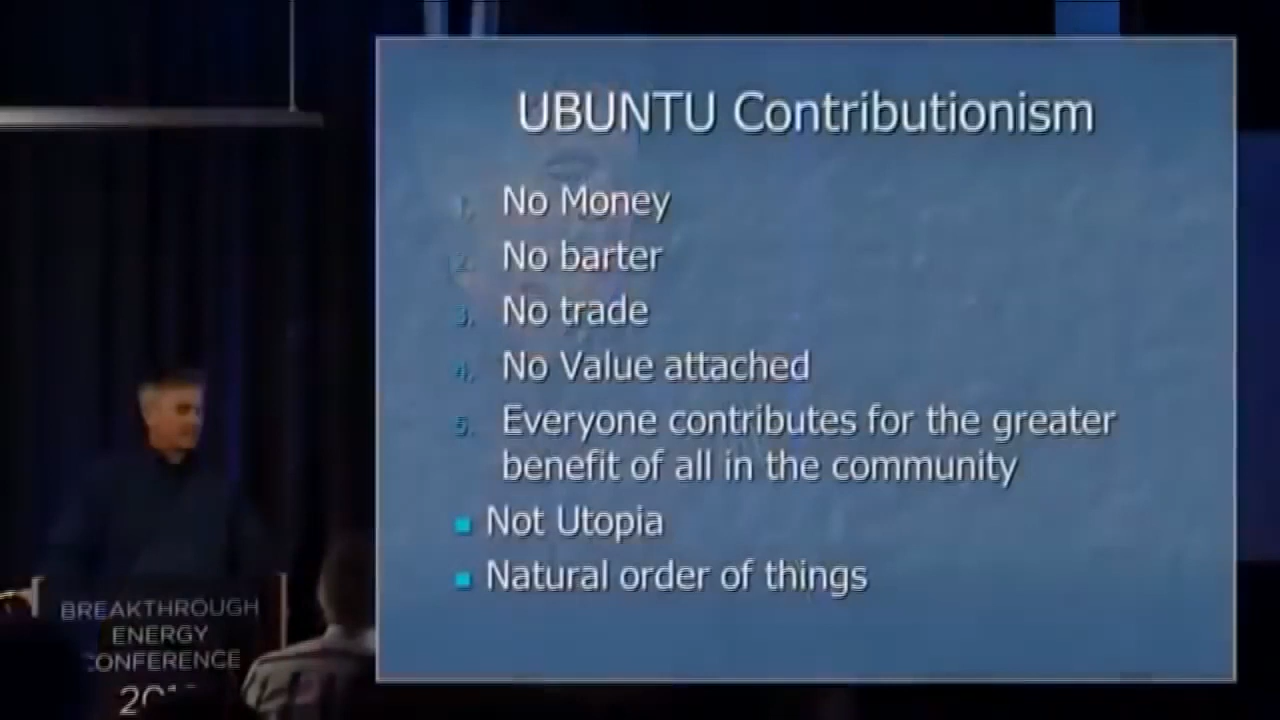 UBUNTU Contributionism
1. No Money
2. No barter
3. No trade
4. No Value attached
5. Everyone contributes for the greater
benefit of all in the community
Not Utopia
Natural order of things
BREAKTHROUGH
ENERGY
CONFERENCE